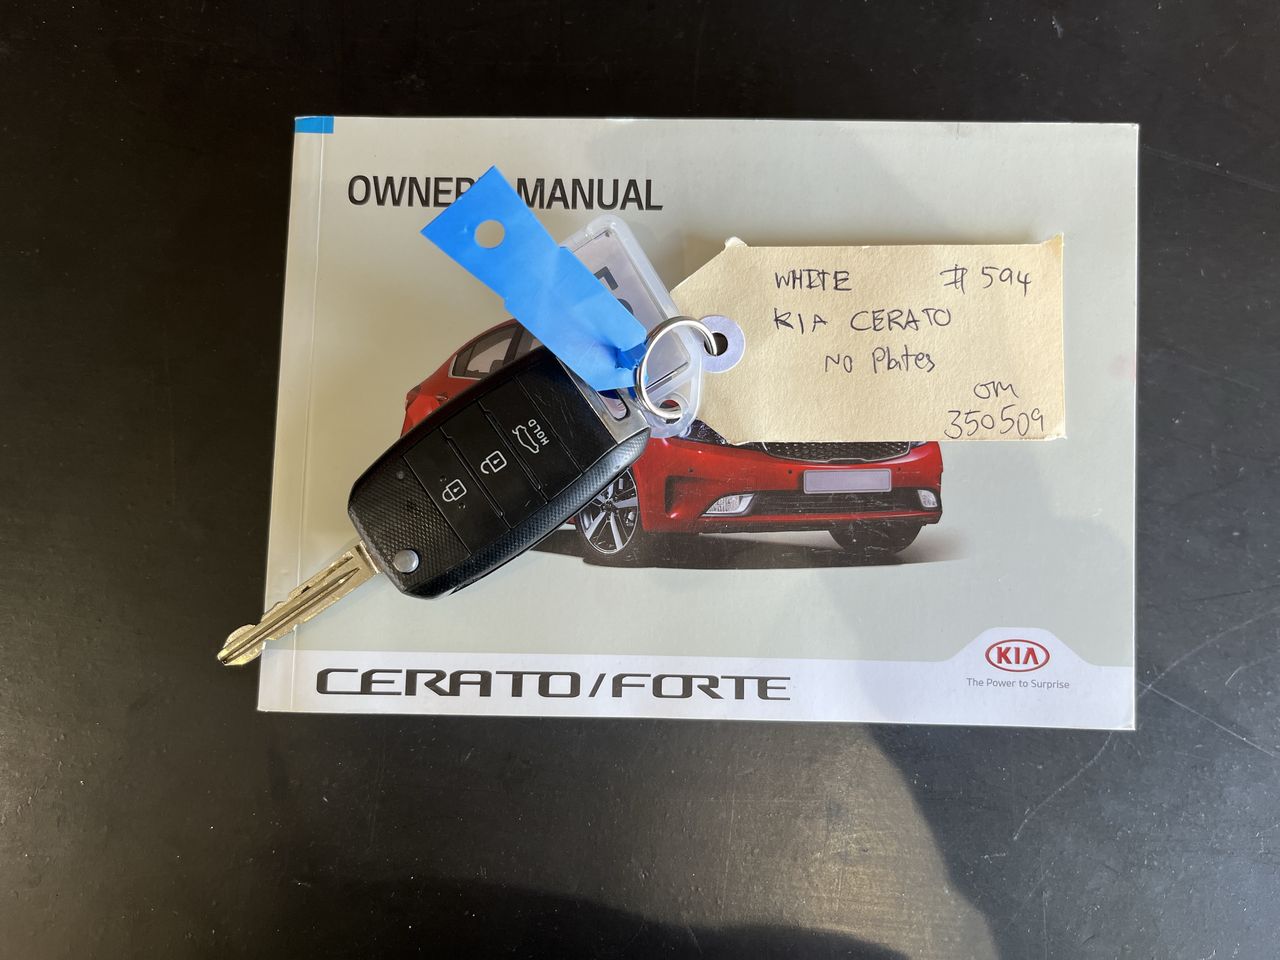 OWNER MANUAL
WHITE # 594
KIA CERATO
NO Plates
om
350509
HOLD
CERATO/FORTE
KIA
The Power to Surprise